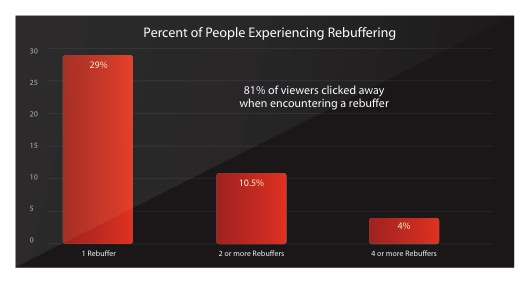 Percent of People Experiencing Rebuffering
30
25
20
15
10
5
0
29%
81% of viewers clicked away
when encountering a rebuffer
10.5%
4%
1 Rebuffer
2 or more Rebuffers
4 or more Rebuffers